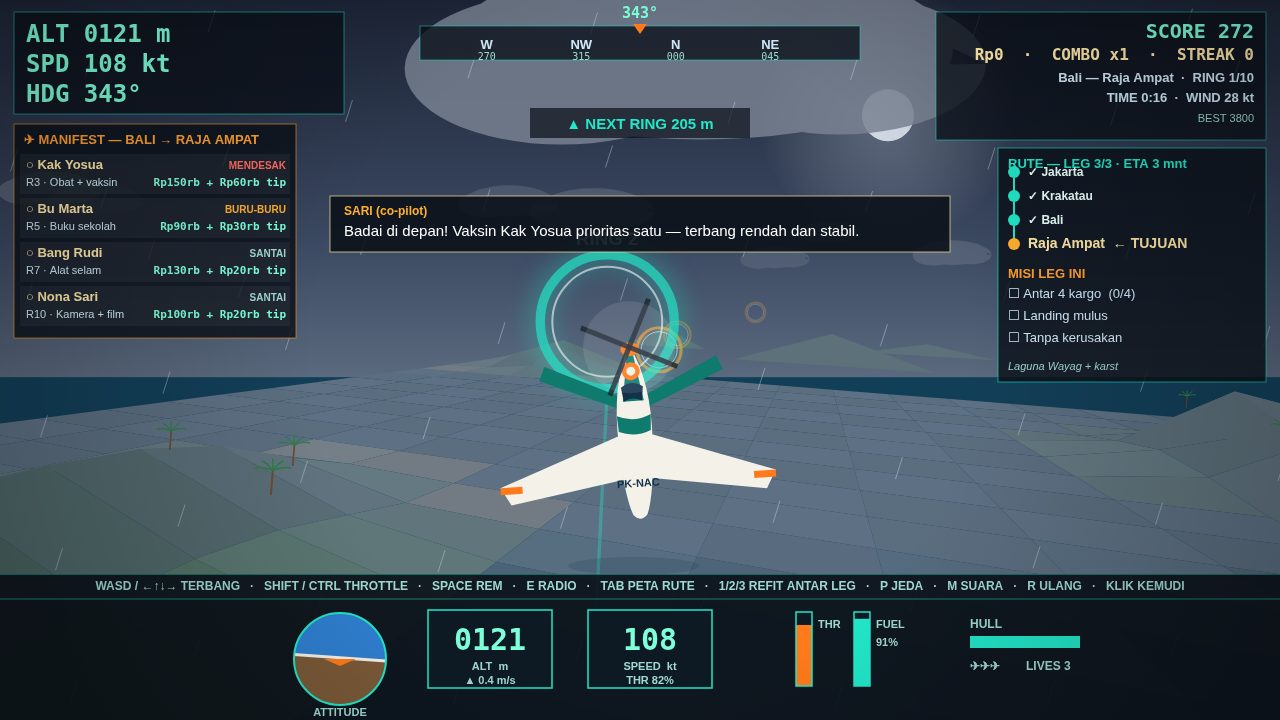 ALT 0121 m
SPD 108 kt
HDG 343°
343°
W NW N NE
270 315 000 045
SCORE 272
Rp0 · COMBO x1 · STREAK 0
Bali — Raja Ampat · RING 1/10
TIME 0:16 · WIND 28 kt
BEST 3800
▲ NEXT RING 205 m
✈ MANIFEST — BALI → RAJA AMPAT
○ Kak Yosua MENDESAK
R3 · Obat + vaksin Rp150rb + Rp60rb tip
○ Bu Marta BURU-BURU
R5 · Buku sekolah Rp90rb + Rp30rb tip
○ Bang Rudi SANTAI
R7 · Alat selam Rp130rb + Rp20rb tip
○ Nona Sari SANTAI
R10 · Kamera + film Rp100rb + Rp20rb tip
SARI (co-pilot)
Badai di depan! Vaksin Kak Yosua prioritas satu — terbang rendah dan stabil.
RING 2
RUTE — LEG 3/3 · ETA 3 mnt
✓ Jakarta
✓ Krakatau
✓ Bali
Raja Ampat ← TUJUAN
MISI LEG INI
☐ Antar 4 kargo (0/4)
☐ Landing mulus
☐ Tanpa kerusakan
Laguna Wayag + karst
PK-NAC
WASD / ←↑↓→ TERBANG · SHIFT / CTRL THROTTLE · SPACE REM · E RADIO · TAB PETA RUTE · 1/2/3 REFIT ANTAR LEG · P JEDA · M SUARA · R ULANG · KLIK KEMUDI
ATTITUDE
0121
ALT m
▲ 0.4 m/s
108
SPEED kt
THR 82%
THR
FUEL
91%
HULL
✈✈✈ LIVES 3